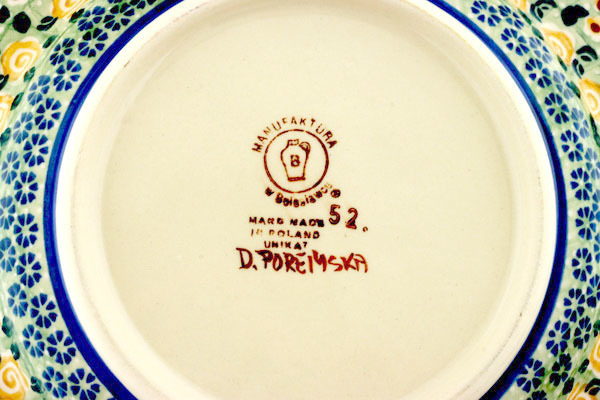 MANUFAKTURA
B
w Bolesławcu ®
HAND MADE 52.
IN POLAND
UNIKAT
D. POREMSKA